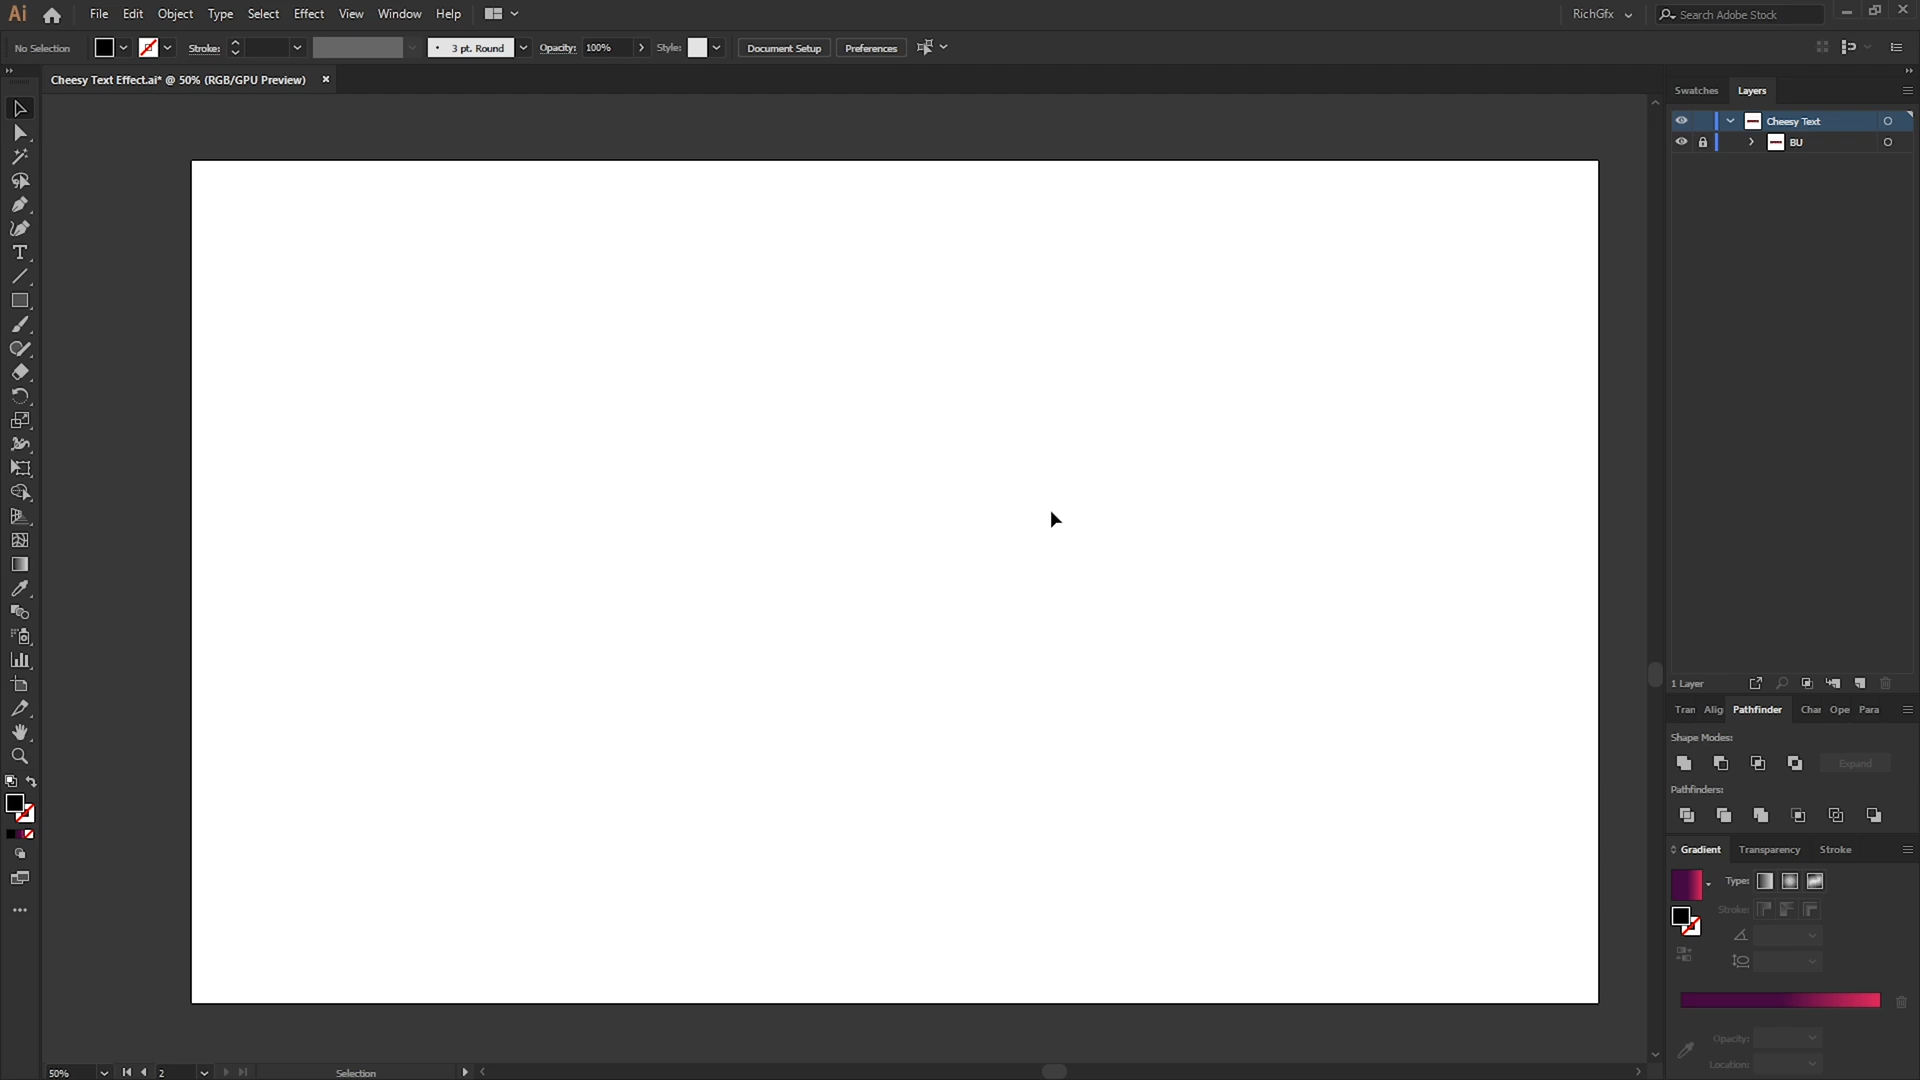 Ai File Edit Object Type Select Effect View Window Help RichGfx Search Adobe Stock
No Selection Stroke: 3 pt. Round Opacity: 100% Style: Document Setup Preferences
Cheesy Text Effect.ai* @ 50% (RGB/GPU Preview)
Swatches Layers
Cheesy Text
BU
1 Layer
Tran Alig Pathfinder Char Ope Para
Shape Modes:
Expand
Pathfinders:
Gradient Transparency Stroke
Type:
Stroke:
Opacity:
Location:
50% 2 Selection